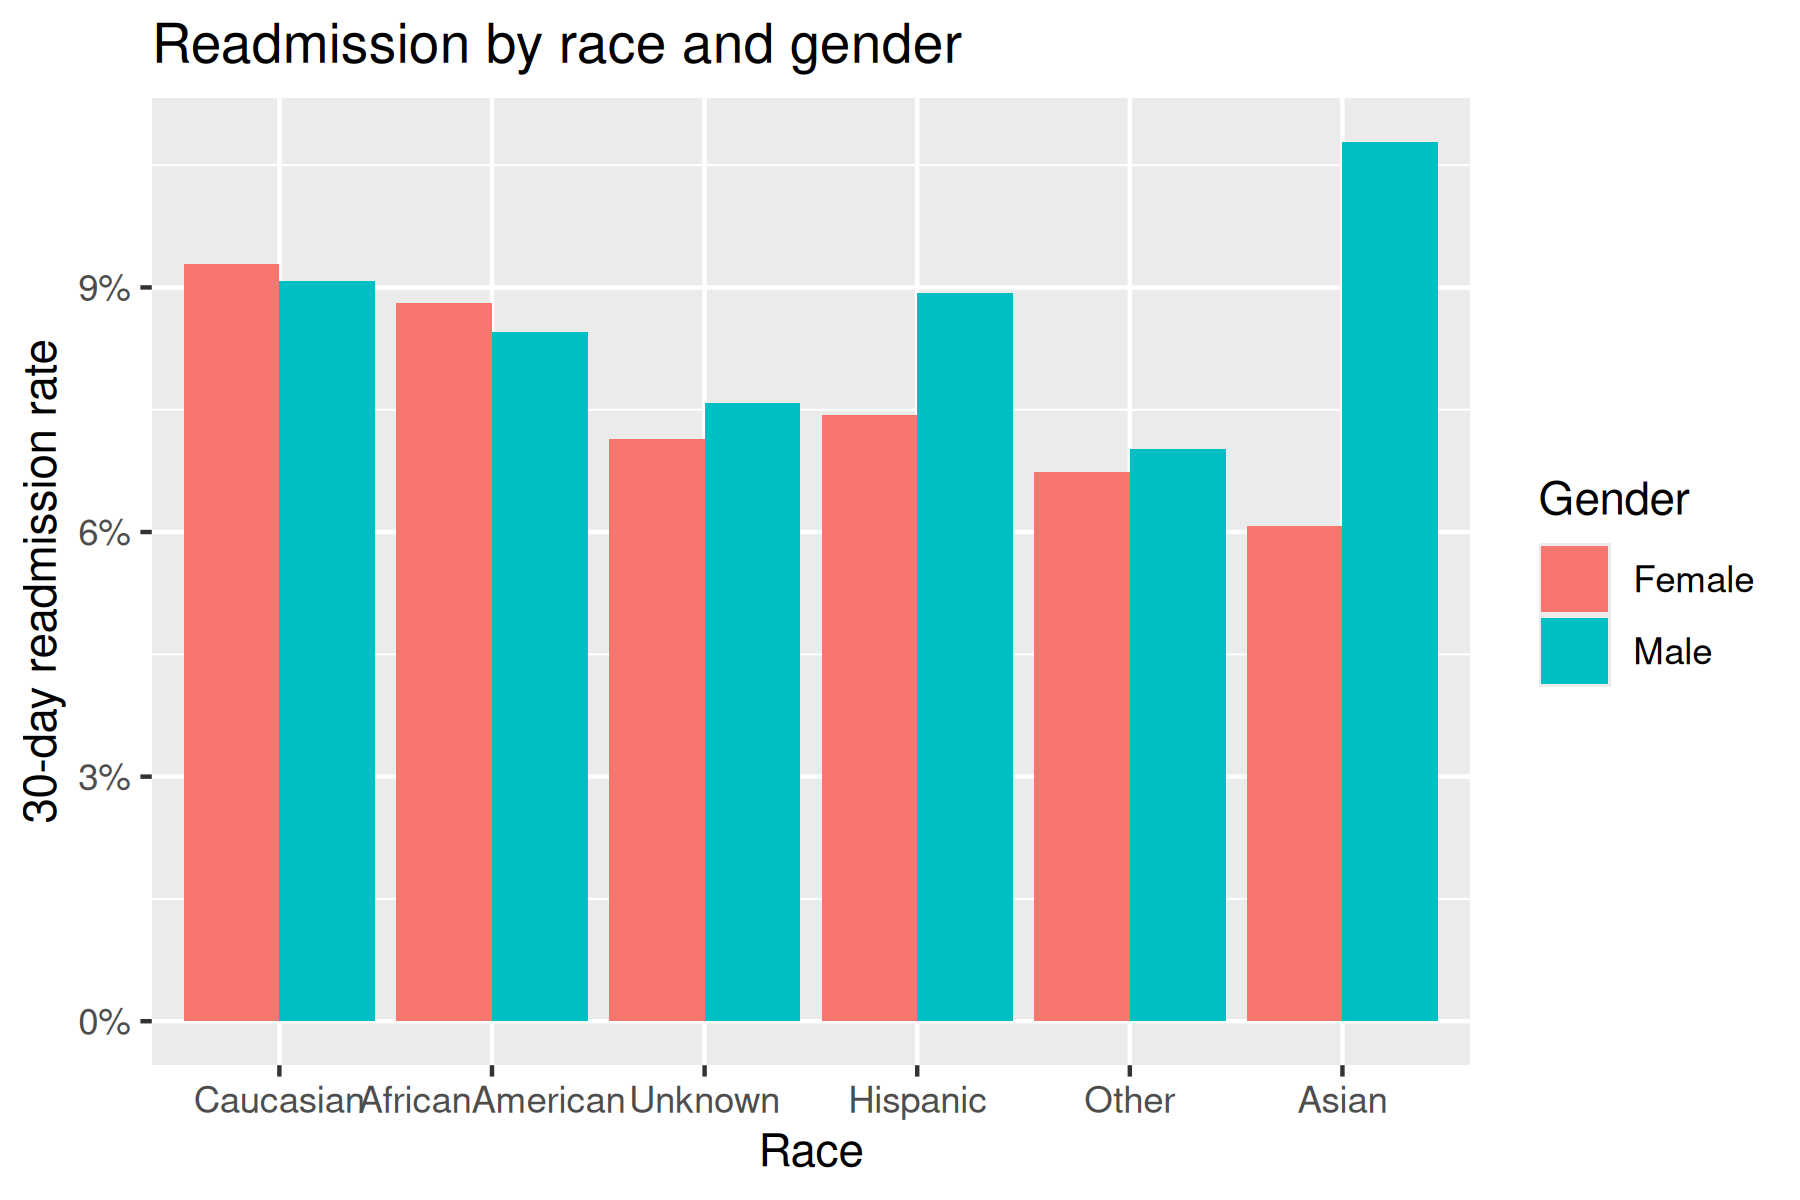 Readmission by race and gender
30-day readmission rate
9%
6%
3%
0%
Caucasian AfricanAmerican Unknown Hispanic Other Asian
Race
Gender
Female
Male